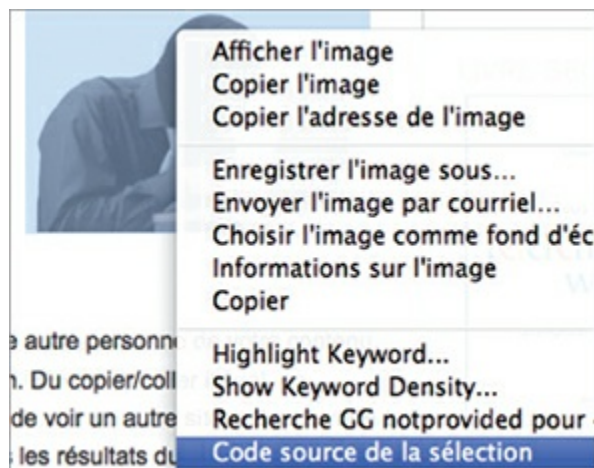 Afficher l'image
Copier l'image
Copier l'adresse de l'image
Enregistrer l'image sous...
Envoyer l'image par courriel...
Choisir l'image comme fond d'éc
Informations sur l'image
Copier
Highlight Keyword...
Show Keyword Density...
Recherche GG notprovided pour
Code source de la sélection
autre personne
n. Du copier/coll
de voir un autre
les résultats du